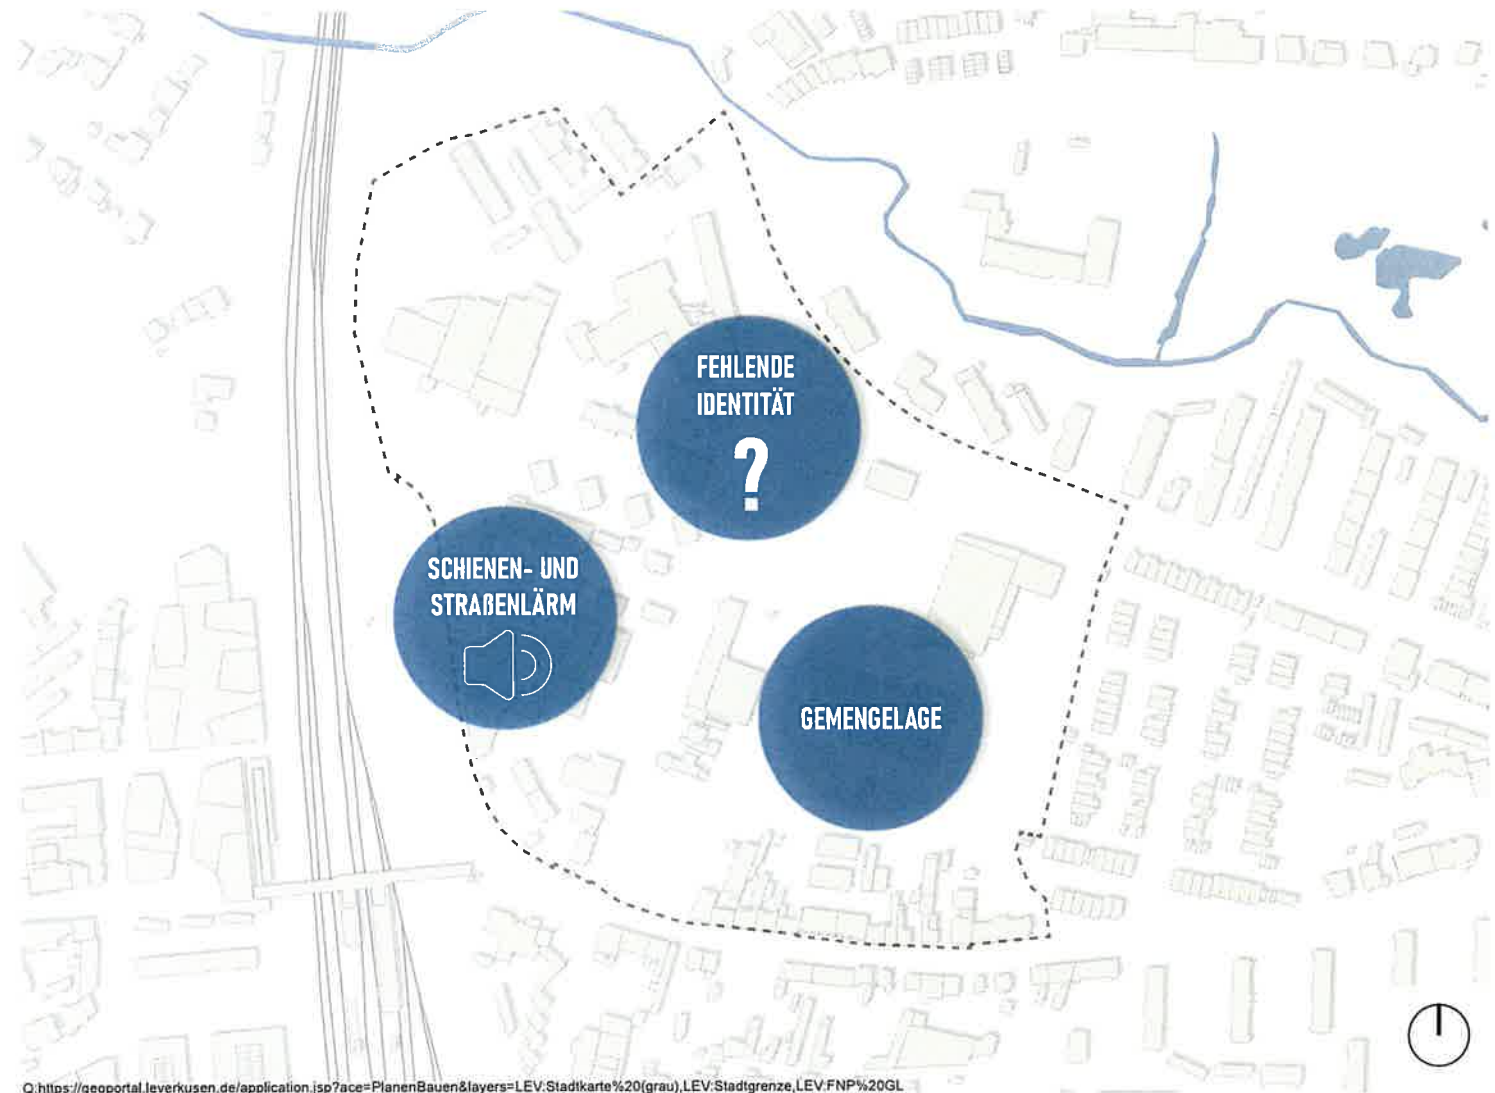 FEHLENDE
IDENTITÄT
?
SCHIENEN- UND
STRAßENLÄRM
GEMENGELAGE
Q:https://geoportal.leverkusen.de/application.jsp?ace=PlanenBauen&layers=LEV:Stadtkarte%20(grau),LEV:Stadtgrenze,LEV:FNP%20GL